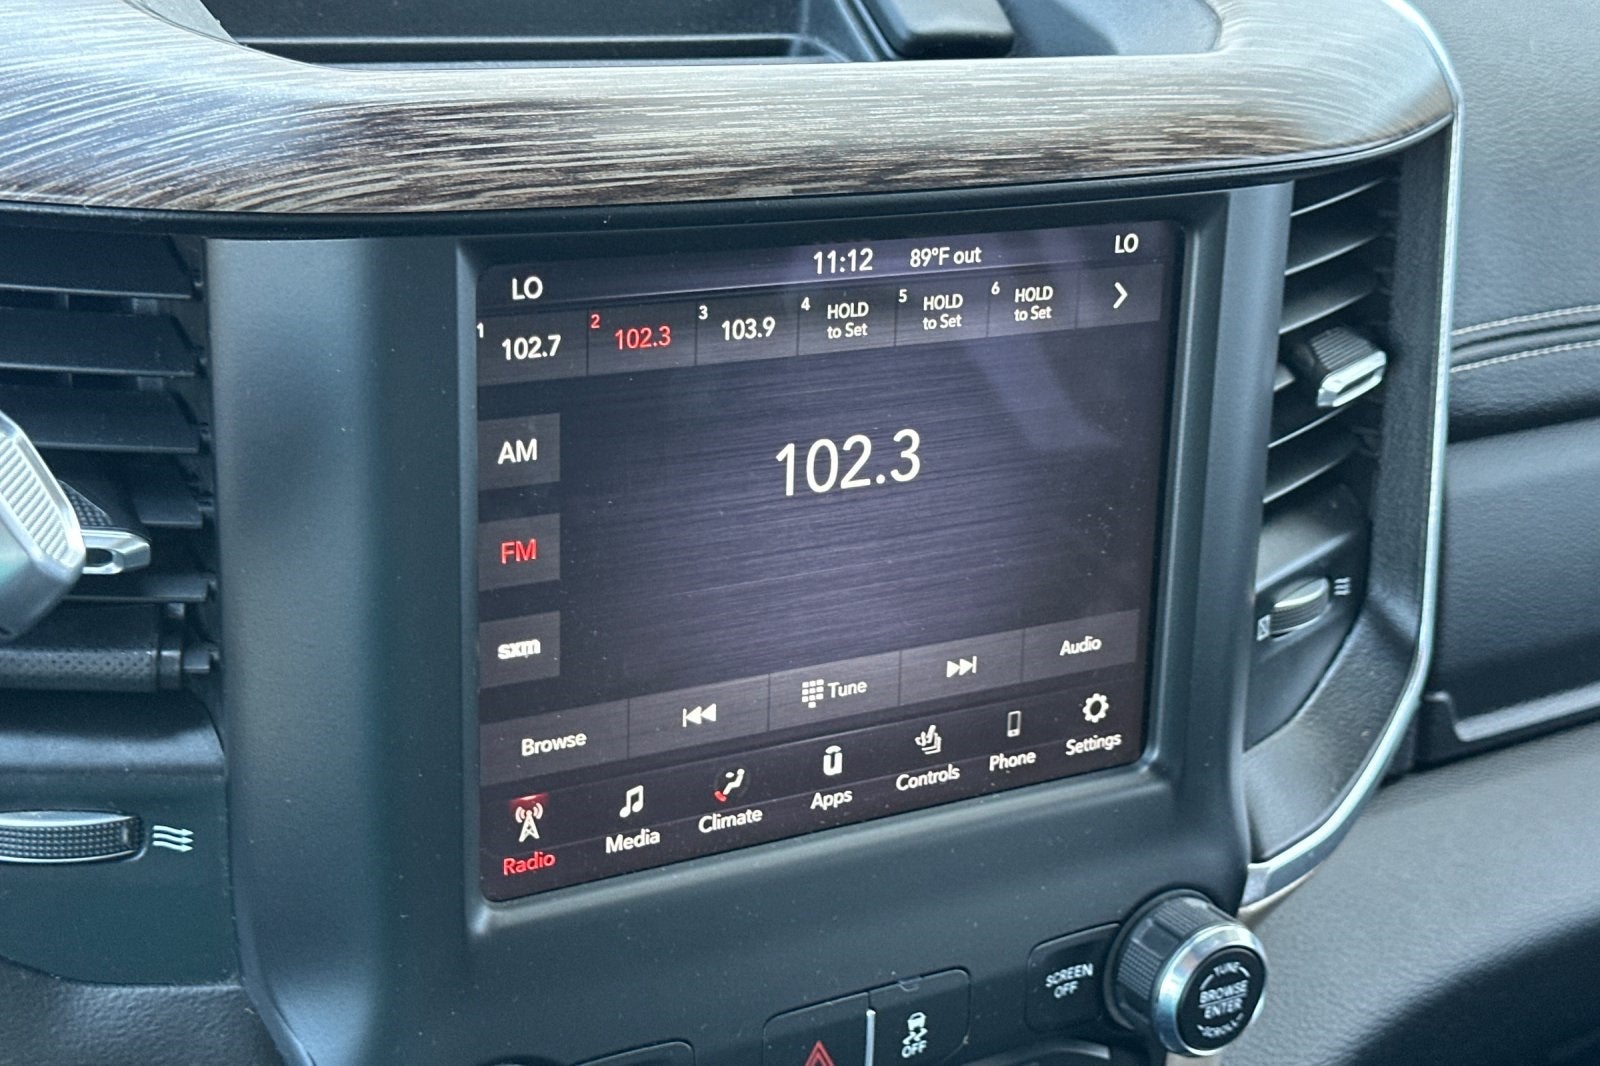 LO 11:12 89°F out LO
1 102.7 2 102.3 3 103.9 4 HOLD to Set 5 HOLD to Set 6 HOLD to Set
AM
102.3
FM
sxm
Browse Tune Audio
Radio Media Climate Apps Controls Phone Settings
SCREEN
OFF
TUNE
BROWSE
ENTER
SCROLL
OFF